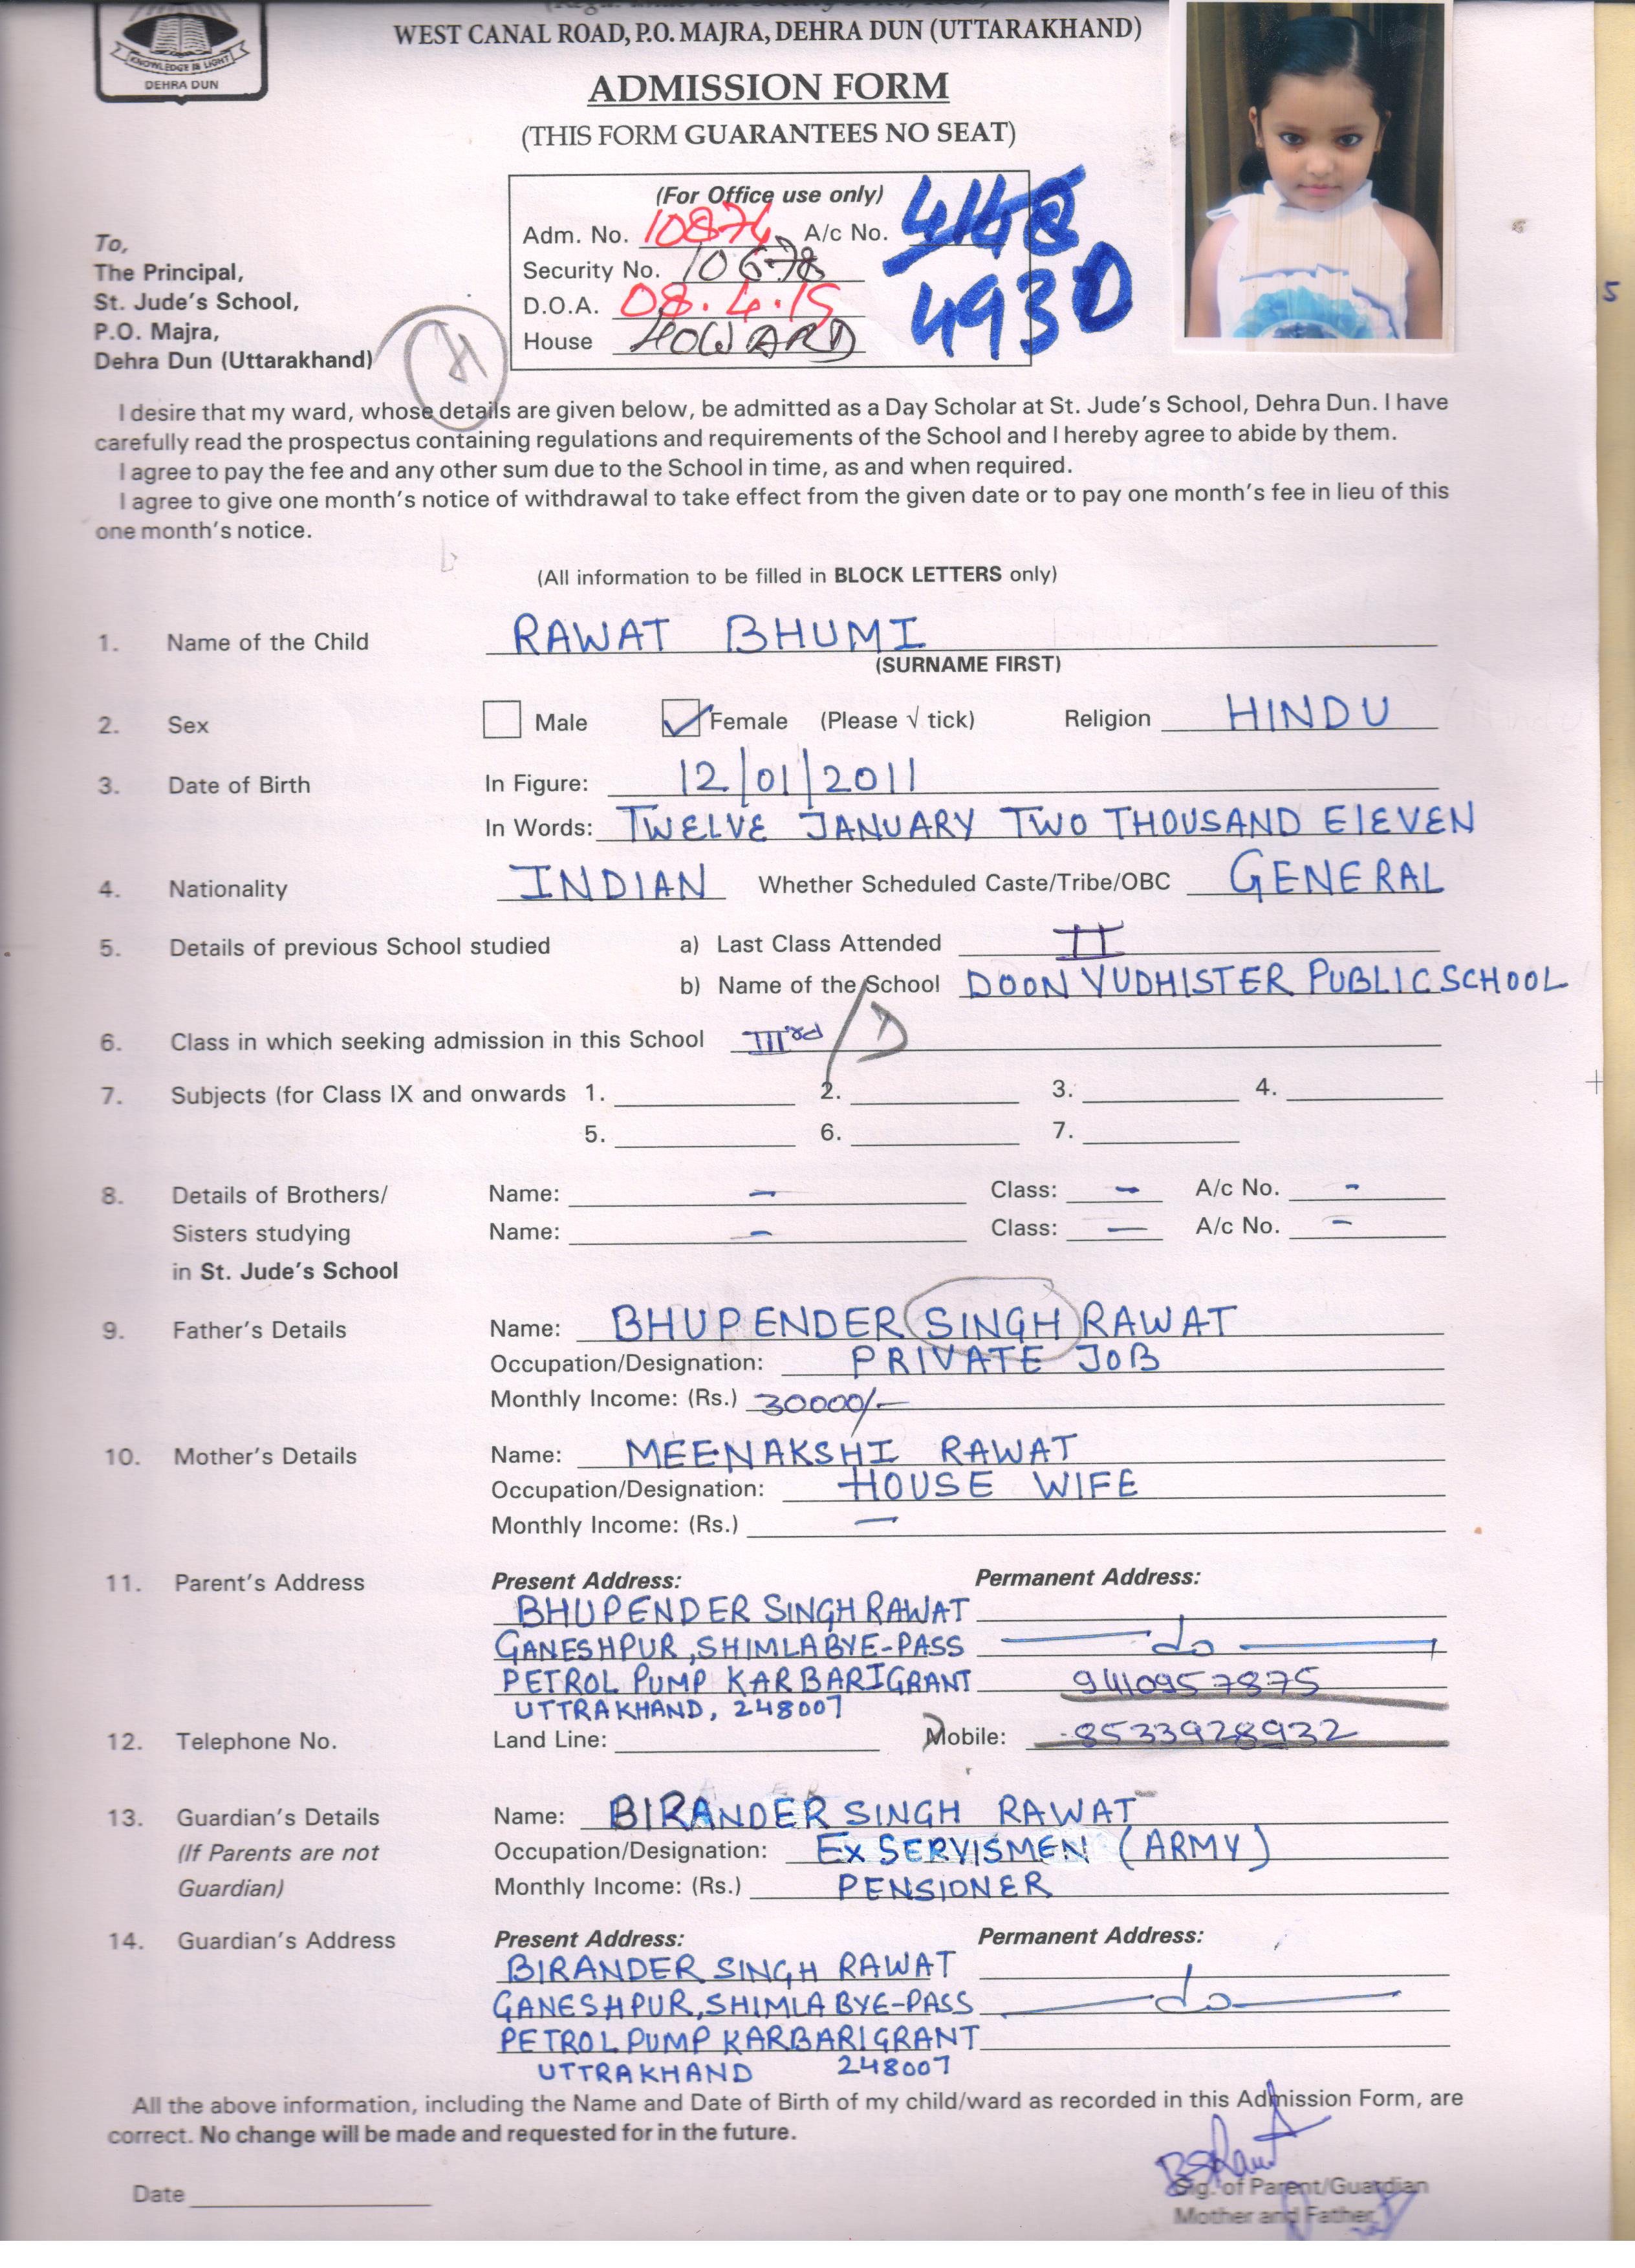 WEST CANAL ROAD, P.O. MAJRA, DEHRA DUN (UTTARAKHAND)
KNOWLEDGE IS LIGHT
DEHRA DUN
ADMISSION FORM
(THIS FORM GUARANTEES NO SEAT)
(For Office use only)
Adm. No. 10874 A/c No.
Security No. 10678
D.O.A. 08.4.15
House HOWARD
493 D
To,
The Principal,
St. Jude's School,
P.O. Majra,
Dehra Dun (Uttarakhand)
I desire that my ward, whose details are given below, be admitted as a Day Scholar at St. Jude's School, Dehra Dun. I have
carefully read the prospectus containing regulations and requirements of the School and I hereby agree to abide by them.
I agree to pay the fee and any other sum due to the School in time, as and when required.
I agree to give one month's notice of withdrawal to take effect from the given date or to pay one month's fee in lieu of this
one month's notice.
(All information to be filled in BLOCK LETTERS only)
1. Name of the Child RAWAT BHUMI
(SURNAME FIRST)
2. Sex Male Female (Please √ tick) Religion HINDU
3. Date of Birth In Figure: 12/01/2011
In Words: TWELVE JANUARY TWO THOUSAND ElEVEN
4. Nationality INDIAN Whether Scheduled Caste/Tribe/OBC GENERAL
5. Details of previous School studied a) Last Class Attended II
b) Name of the School DOON YUDHISTER PUBLIC SCHOOL
6. Class in which seeking admission in this School IIIrd / D
7. Subjects (for Class IX and onwards 1. 2. 3. 4.
5. 6. 7.
8. Details of Brothers/ Name: – Class: – A/c No. –
Sisters studying Name: – Class: – A/c No. –
in St. Jude's School
9. Father's Details Name: BHUPENDER SINGH RAWAT
Occupation/Designation: PRIVATE JOB
Monthly Income: (Rs.) 30000/-
10. Mother's Details Name: MEENAKSHI RAWAT
Occupation/Designation: HOUSE WIFE
Monthly Income: (Rs.) –
11. Parent's Address Present Address: Permanent Address:
BHUPENDER SINGH RAWAT
GANESHPUR, SHIMLA BYE-PASS — do —
PETROL PUMP KARBARI GRANT 9410957875
UTTRAKHAND, 248007
12. Telephone No. Land Line: Mobile: 8533928932
13. Guardian's Details Name: BIRANDER SINGH RAWAT
(If Parents are not Occupation/Designation: Ex SERVISMEN (ARMY)
Guardian) Monthly Income: (Rs.) PENSIONER
14. Guardian's Address Present Address: Permanent Address:
BIRANDER SINGH RAWAT
GANESHPUR, SHIMLA BYE-PASS — do —
PETROL PUMP KARBARI GRANT
UTTRAKHAND 248007
All the above information, including the Name and Date of Birth of my child/ward as recorded in this Admission Form, are
correct. No change will be made and requested for in the future.
Date
Sig. of Parent/Guardian
Mother and Father